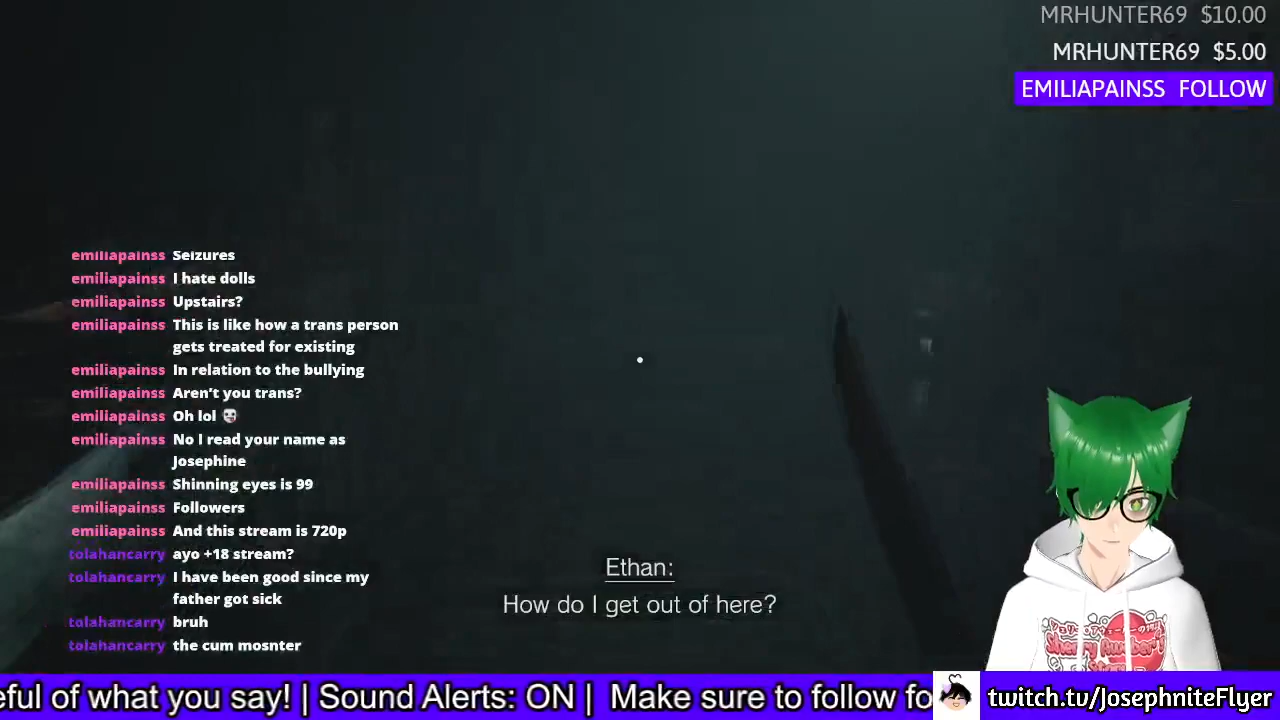 MRHUNTER69 $10.00
MRHUNTER69 $5.00
EMILIAPAINSS FOLLOW
emiliapainss Seizures
emiliapainss I hate dolls
emiliapainss Upstairs?
emiliapainss This is like how a trans person
gets treated for existing
emiliapainss In relation to the bullying
emiliapainss Aren't you trans?
emiliapainss Oh lol
emiliapainss No I read your name as
Josephine
emiliapainss Shinning eyes is 99
emiliapainss Followers
emiliapainss And this stream is 720p
tolahancarry ayo +18 stream?
tolahancarry I have been good since my
father got sick
tolahancarry bruh
tolahancarry the cum mosnter
Ethan:
How do I get out of here?
eful of what you say! | Sound Alerts: ON | Make sure to follow fo
twitch.tv/JosephniteFlyer